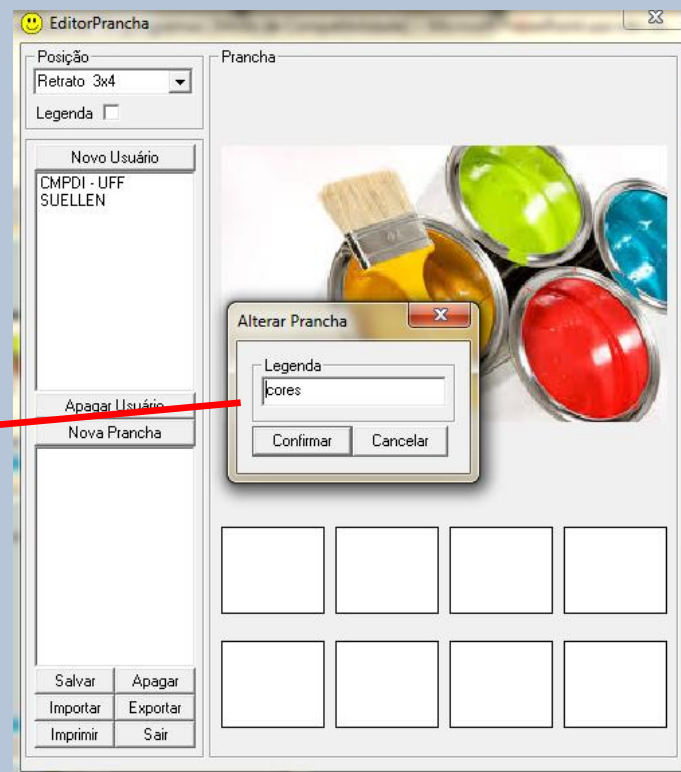 EditorPrancha
Posição
Retrato 3x4
Legenda
Novo Usuário
CMPDI - UFF
SUELLEN
Apagar Usuário
Nova Prancha
Salvar Apagar
Importar Exportar
Imprimir Sair
Prancha
Alterar Prancha
Legenda
cores
Confirmar Cancelar